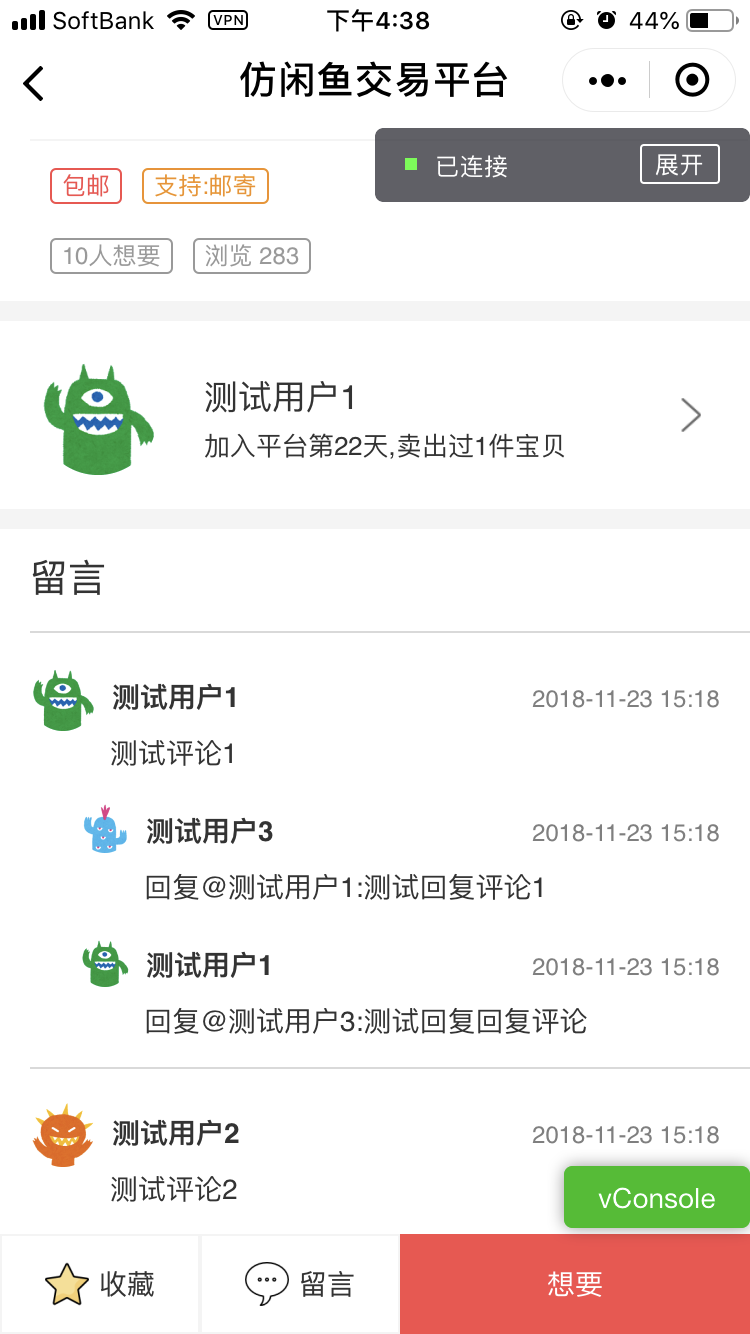 SoftBank VPN 下午4:38 44%
仿闲鱼交易平台
已连接 展开
包邮 支持:邮寄
10人想要 浏览 283
测试用户1
加入平台第22天,卖出过1件宝贝
留言
测试用户1 2018-11-23 15:18
测试评论1
测试用户3 2018-11-23 15:18
回复@测试用户1:测试回复评论1
测试用户1 2018-11-23 15:18
回复@测试用户3:测试回复回复评论
测试用户2 2018-11-23 15:18
测试评论2
vConsole
收藏 留言 想要